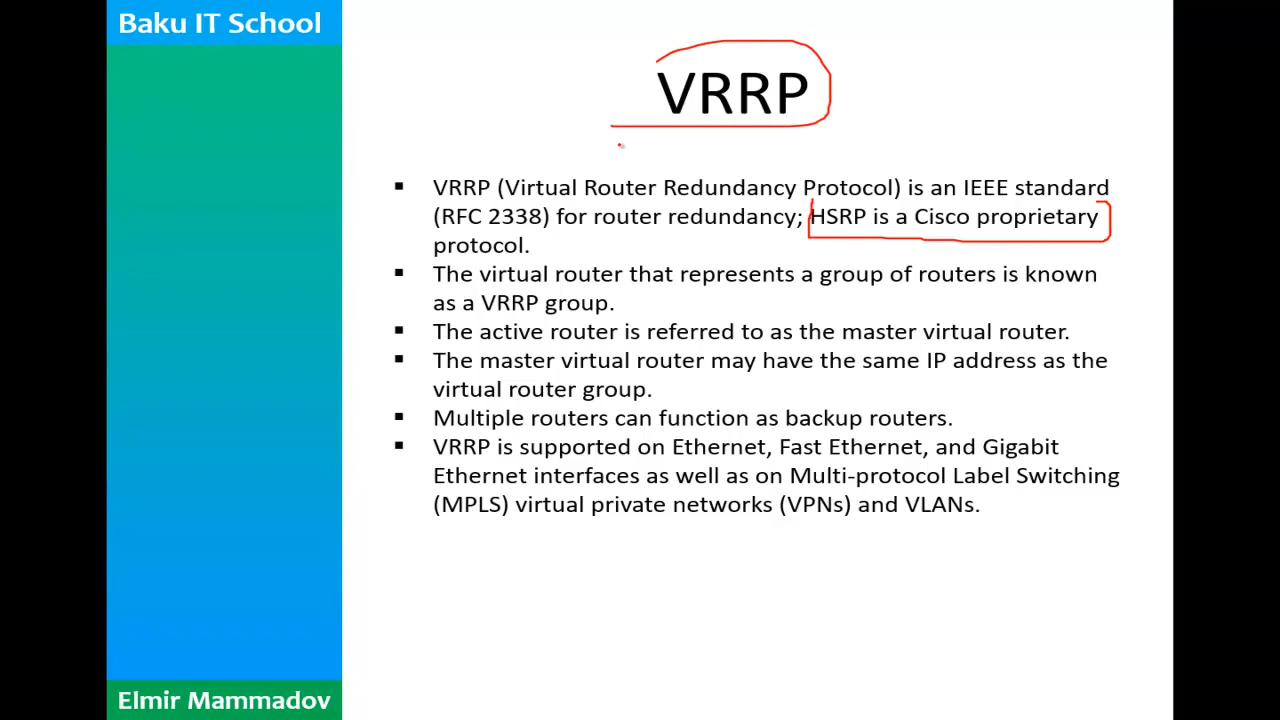 Baku IT School
VRRP
▪ VRRP (Virtual Router Redundancy Protocol) is an IEEE standard
(RFC 2338) for router redundancy; HSRP is a Cisco proprietary
protocol.
▪ The virtual router that represents a group of routers is known
as a VRRP group.
▪ The active router is referred to as the master virtual router.
▪ The master virtual router may have the same IP address as the
virtual router group.
▪ Multiple routers can function as backup routers.
▪ VRRP is supported on Ethernet, Fast Ethernet, and Gigabit
Ethernet interfaces as well as on Multi-protocol Label Switching
(MPLS) virtual private networks (VPNs) and VLANs.
Elmir Mammadov